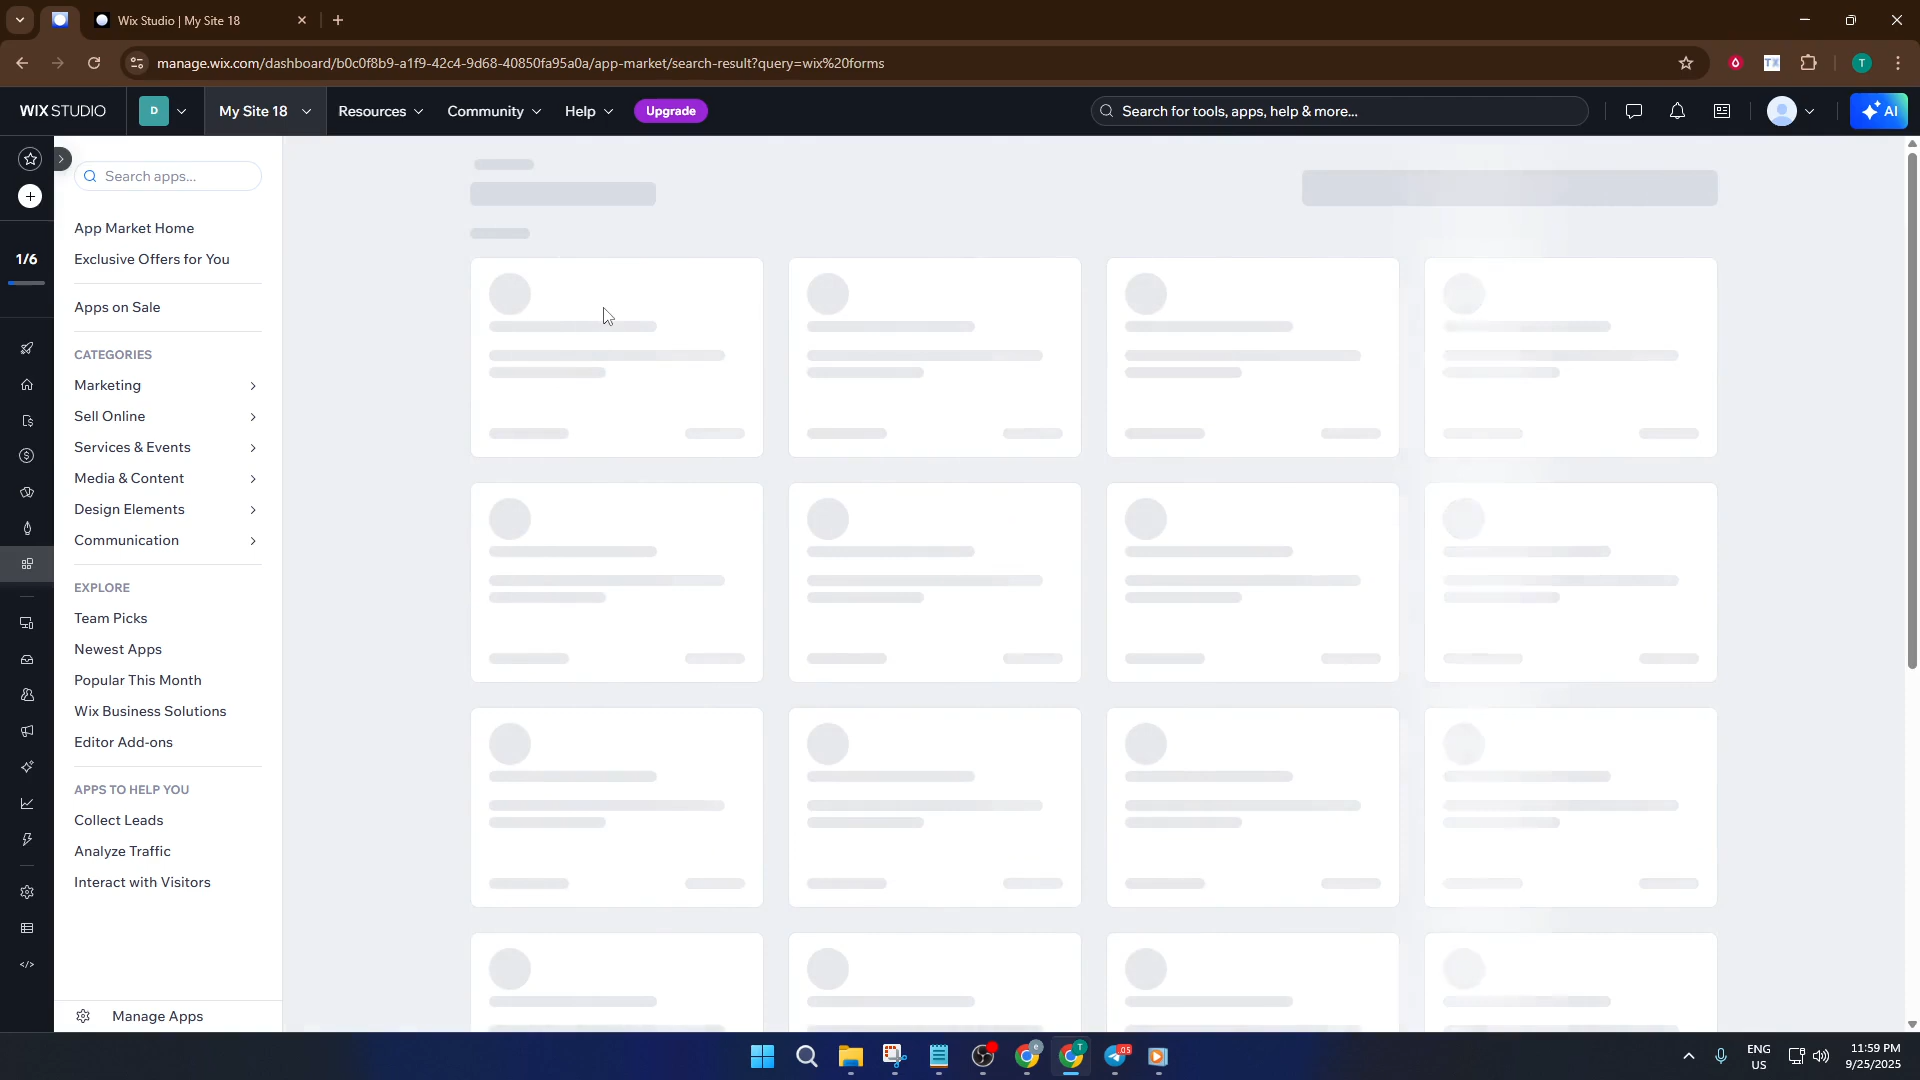 Wix Studio | My Site 18
manage.wix.com/dashboard/b0c0f8b9-a1f9-42c4-9d68-40850fa95a0a/app-market/search-result?query=wix%20forms
T
WIX STUDIO
D
My Site 18
Resources
Community
Help
Upgrade
Search for tools, apps, help & more...
AI
Search apps...
App Market Home
Exclusive Offers for You
1/6
Apps on Sale
CATEGORIES
Marketing
Sell Online
Services & Events
Media & Content
Design Elements
Communication
EXPLORE
Team Picks
Newest Apps
Popular This Month
Wix Business Solutions
Editor Add-ons
APPS TO HELP YOU
Collect Leads
Analyze Traffic
Interact with Visitors
Manage Apps
ENG
US
11:59 PM
9/25/2025